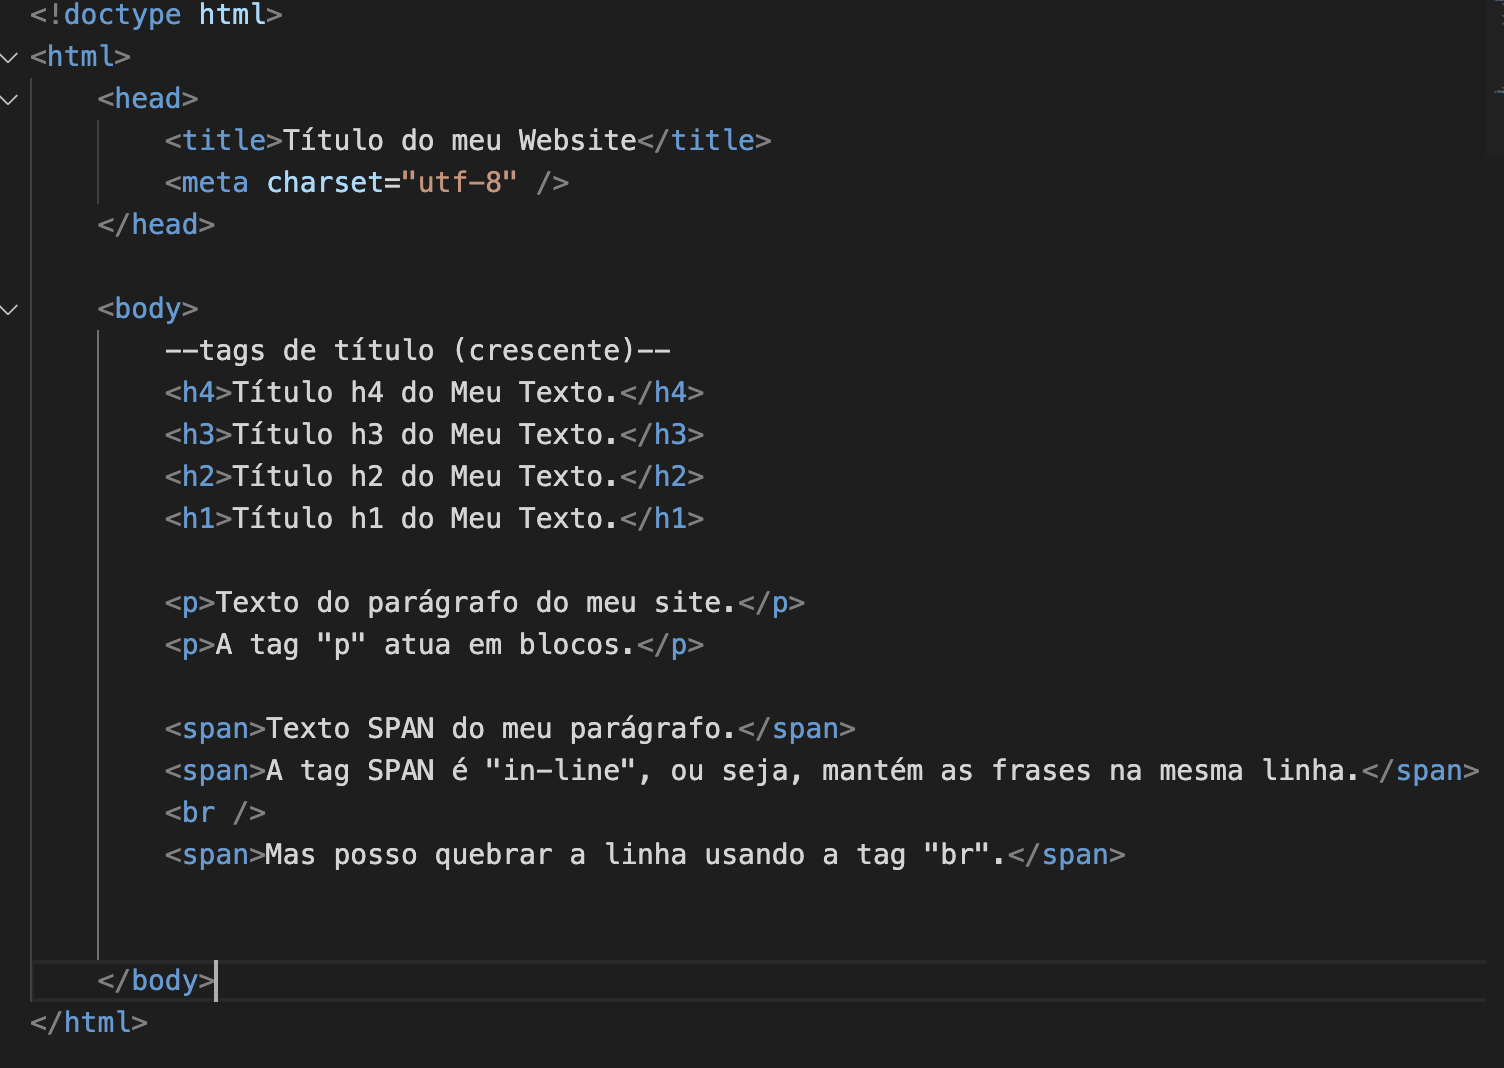 <!doctype html>
<html>
<head>
<title>Título do meu Website</title>
<meta charset="utf-8" />
</head>
<body>
--tags de título (crescente)--
<h4>Título h4 do Meu Texto.</h4>
<h3>Título h3 do Meu Texto.</h3>
<h2>Título h2 do Meu Texto.</h2>
<h1>Título h1 do Meu Texto.</h1>
<p>Texto do parágrafo do meu site.</p>
<p>A tag "p" atua em blocos.</p>
<span>Texto SPAN do meu parágrafo.</span>
<span>A tag SPAN é "in-line", ou seja, mantém as frases na mesma linha.</span>
<br />
<span>Mas posso quebrar a linha usando a tag "br".</span>
</body>
</html>